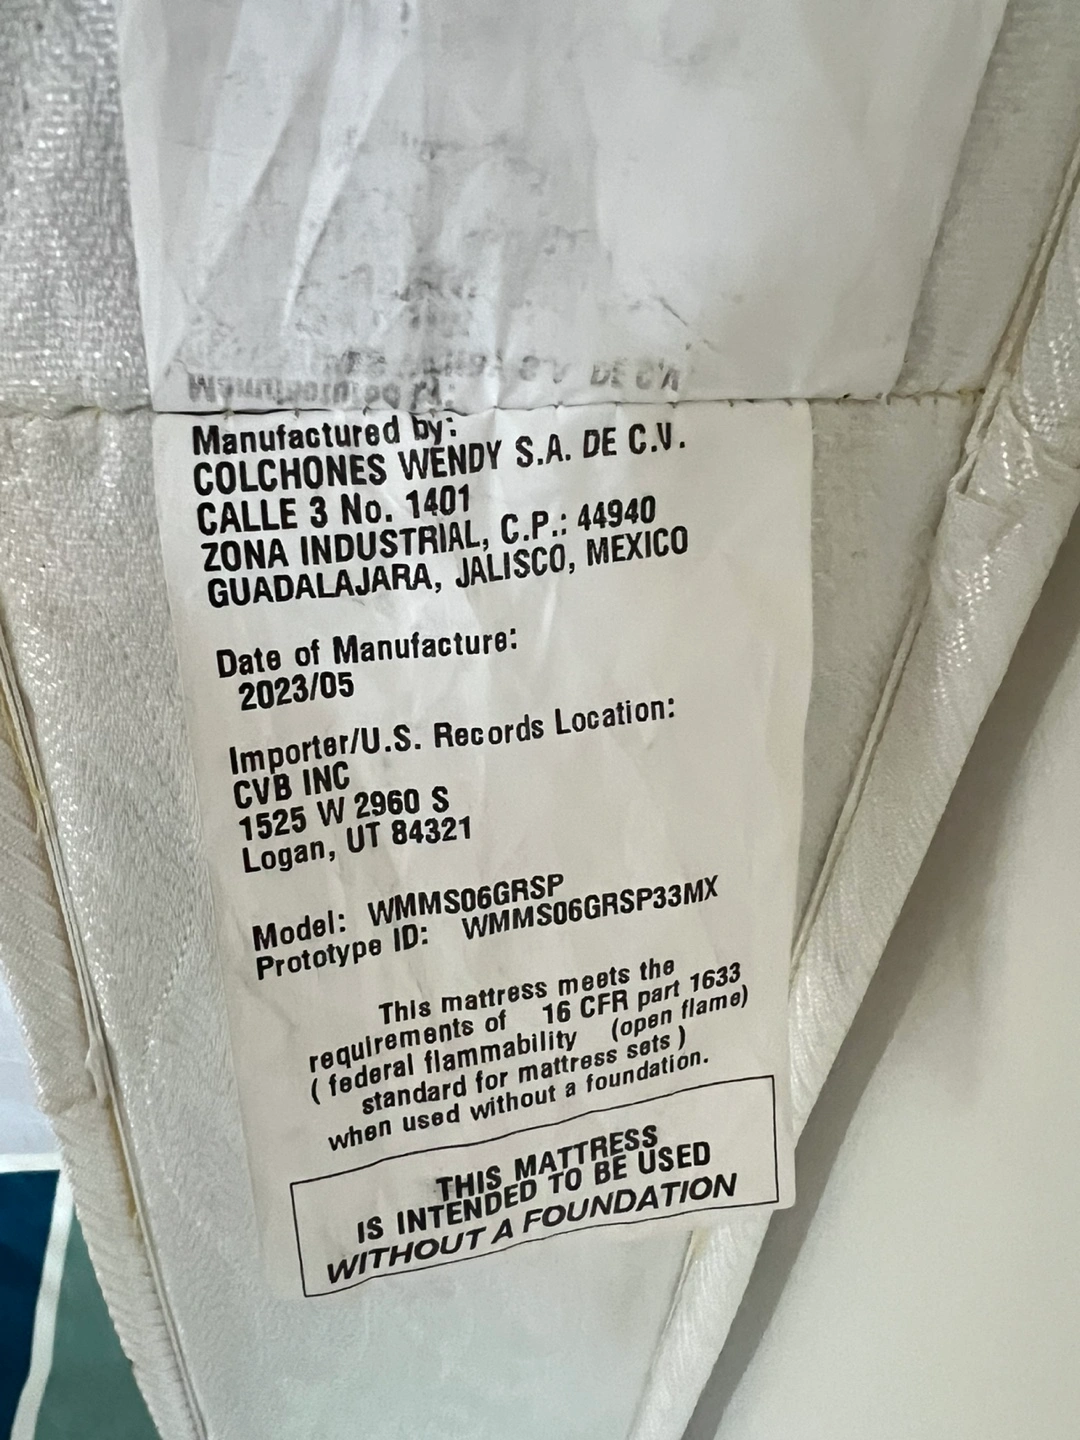 Manufactured by:
COLCHONES WENDY S.A. DE C.V.
CALLE 3 No. 1401
ZONA INDUSTRIAL, C.P.: 44940
GUADALAJARA, JALISCO, MEXICO
Date of Manufacture:
2023/05
Importer/U.S. Records Location:
CVB INC
1525 W 2960 S
Logan, UT 84321
Model: WMMS06GRSP
Prototype ID: WMMS06GRSP33MX
This mattress meets the
requirements of 16 CFR part 1633
( federal flammability (open flame)
standard for mattress sets )
when used without a foundation.
THIS MATTRESS
IS INTENDED TO BE USED
WITHOUT A FOUNDATION